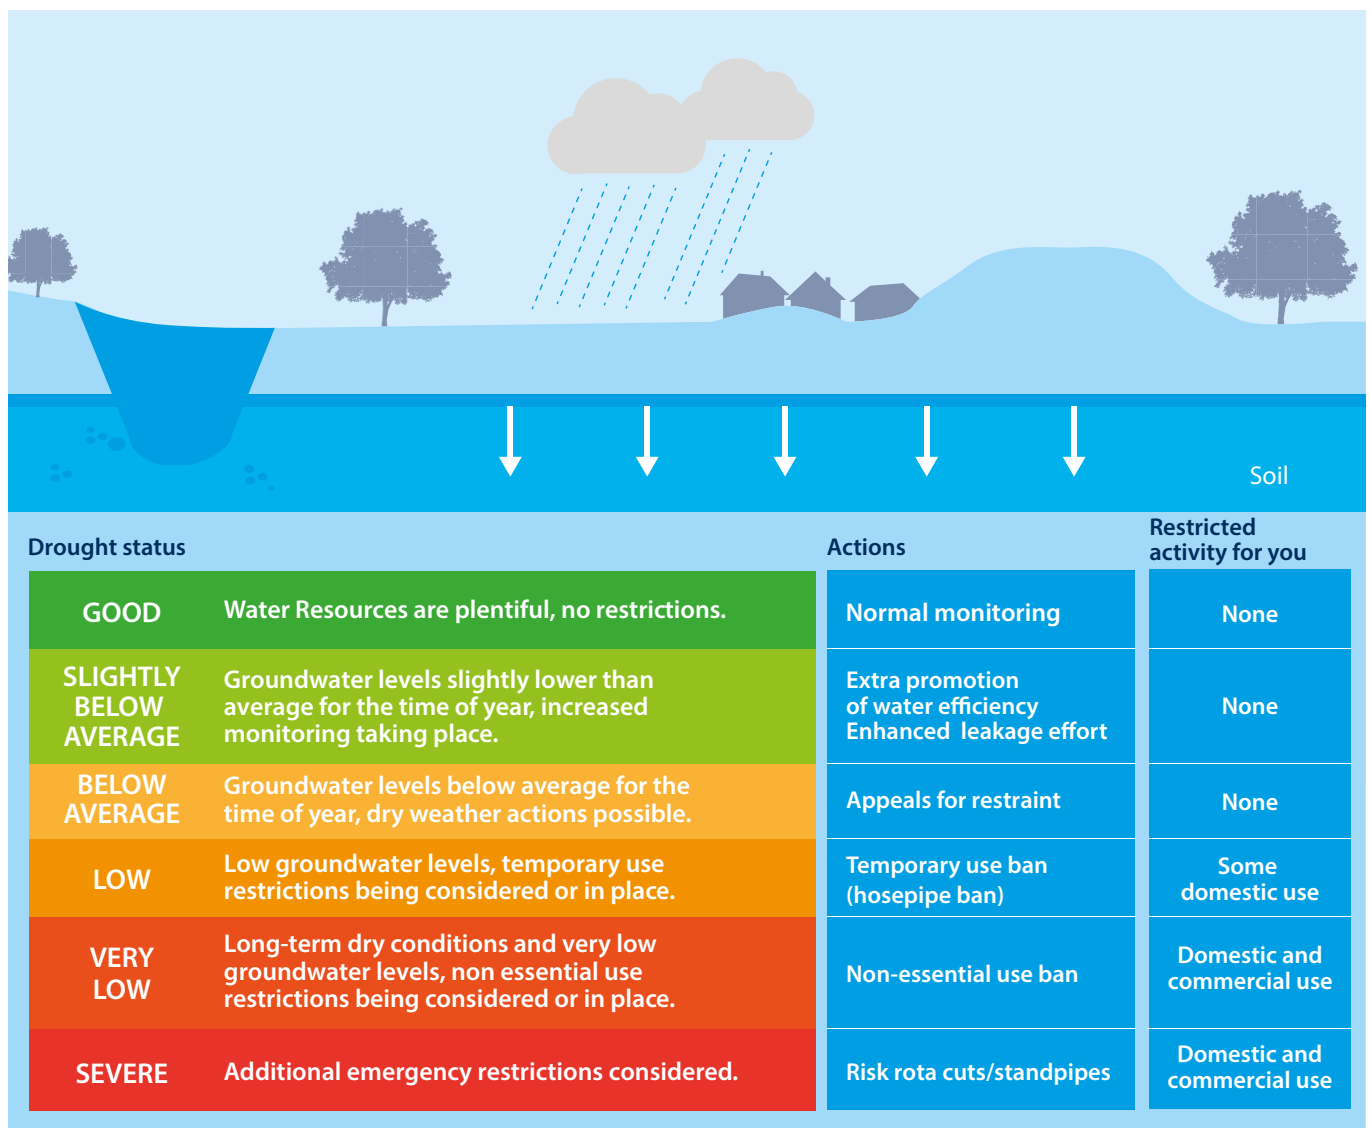 Soil
Drought status
Actions
Restricted
activity for you
GOOD
Water Resources are plentiful, no restrictions.
Normal monitoring
None
SLIGHTLY
BELOW
AVERAGE
Groundwater levels slightly lower than
average for the time of year, increased
monitoring taking place.
Extra promotion
of water efficiency
Enhanced  leakage effort
None
BELOW
AVERAGE
Groundwater levels below average for the
time of year, dry weather actions possible.
Appeals for restraint
None
LOW
Low groundwater levels, temporary use
restrictions being considered or in place.
Temporary use ban
(hosepipe ban)
Some
domestic use
VERY
LOW
Long-term dry conditions and very low
groundwater levels, non essential use
restrictions being considered or in place.
Non-essential use ban
Domestic and
commercial use
SEVERE
Additional emergency restrictions considered.
Risk rota cuts/standpipes
Domestic and
commercial use